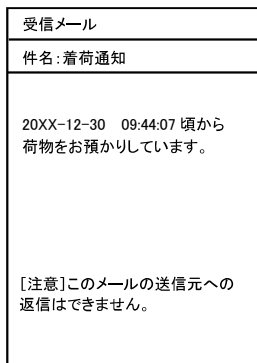 受信メール
件名:着荷通知
20XX-12-30　09:44:07 頃から
荷物をお預かりしています。
[注意]このメールの送信元への
返信はできません。